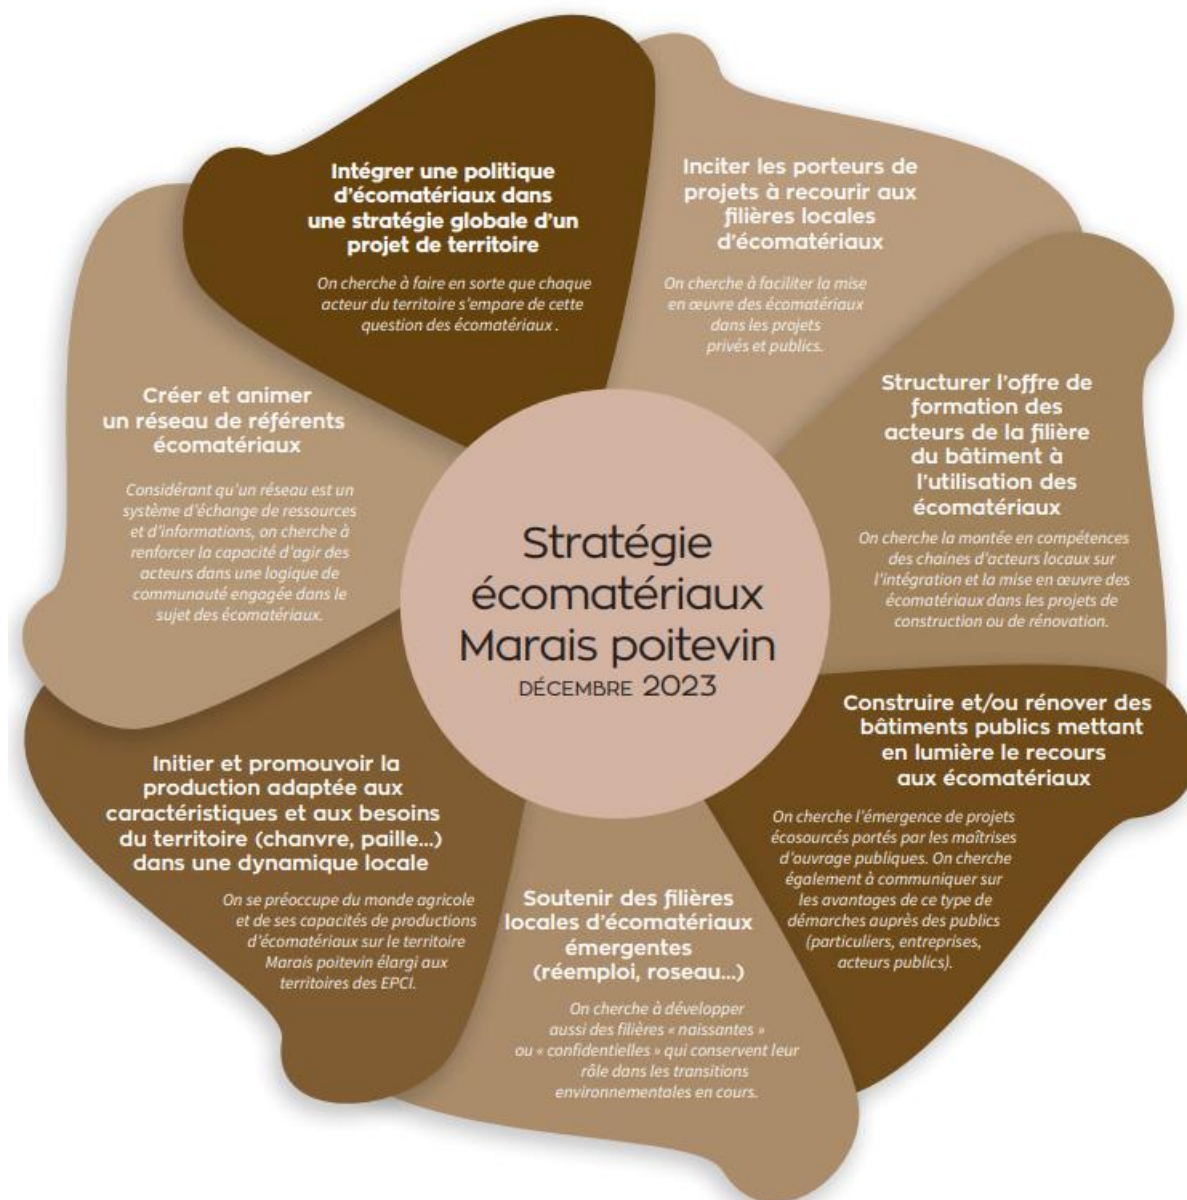 Intégrer une politique
d'écomatériaux dans
une stratégie globale d'un
projet de territoire
On cherche à faire en sorte que chaque
acteur du territoire s'empare de cette
question des écomatériaux .
Inciter les porteurs de
projets à recourir aux
filières locales
d'écomatériaux
On cherche à faciliter la mise
en œuvre des écomatériaux
dans les projets
privés et publics.
Structurer l'offre de
formation des
acteurs de la filière
du bâtiment à
l'utilisation des
écomatériaux
On cherche la montée en compétences
des chaines d'acteurs locaux sur
l'intégration et la mise en œuvre des
écomatériaux dans les projets de
construction ou de rénovation.
Construire et/ou rénover des
bâtiments publics mettant
en lumière le recours
aux écomatériaux
On cherche l'émergence de projets
écosourcés portés par les maîtrises
d'ouvrage publiques. On cherche
également à communiquer sur
les avantages de ce type de
démarches auprès des publics
(particuliers, entreprises,
acteurs publics).
Soutenir des filières
locales d'écomatériaux
émergentes
(réemploi, roseau...)
On cherche à développer
aussi des filières « naissantes »
ou « confidentielles » qui conservent leur
rôle dans les transitions
environnementales en cours.
Initier et promouvoir la
production adaptée aux
caractéristiques et aux besoins
du territoire (chanvre, paille...)
dans une dynamique locale
On se préoccupe du monde agricole
et de ses capacités de productions
d'écomatériaux sur le territoire
Marais poitevin élargi aux
territoires des EPCI.
Créer et animer
un réseau de référents
écomatériaux
Considérant qu'un réseau est un
système d'échange de ressources
et d'informations, on cherche à
renforcer la capacité d'agir des
acteurs dans une logique de
communauté engagée dans le
sujet des écomatériaux.
Stratégie
écomatériaux
Marais poitevin
DÉCEMBRE 2023